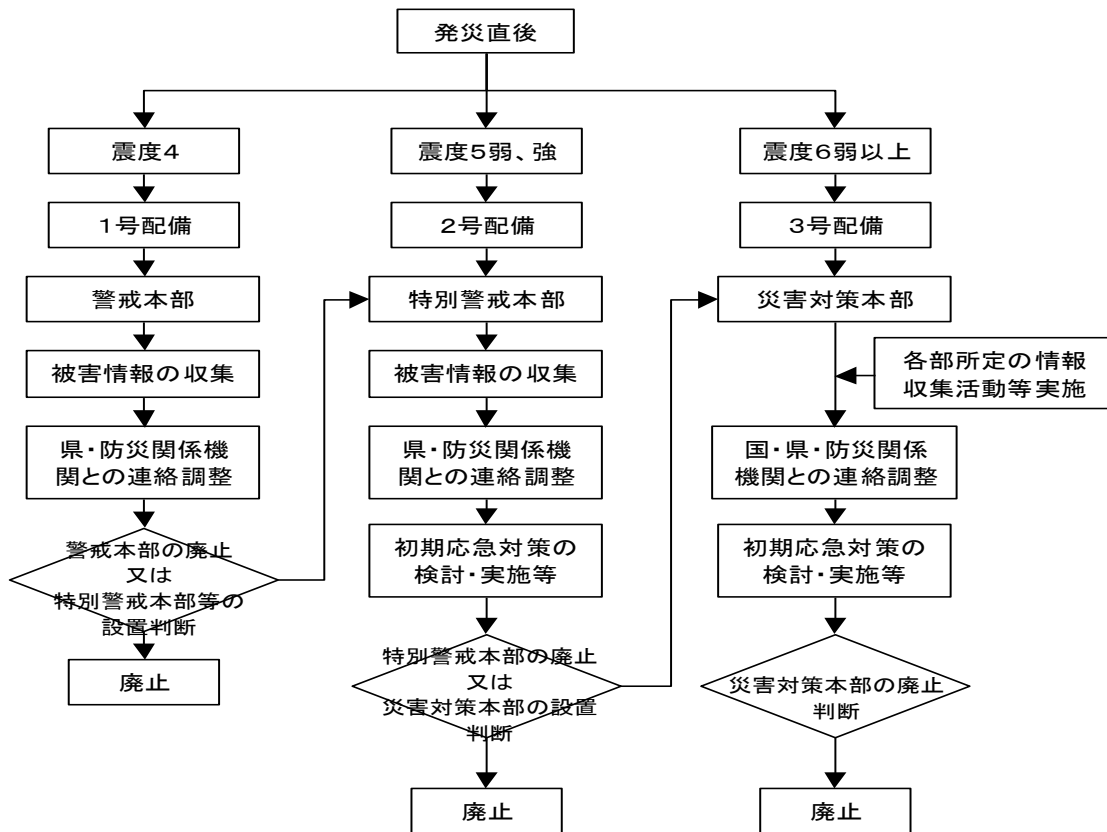 発災直後
震度4
1号配備
警戒本部
被害情報の収集
県・防災関係機
関との連絡調整
警戒本部の廃止
又は
特別警戒本部等の
設置判断
廃止
震度5弱、強
2号配備
特別警戒本部
被害情報の収集
県・防災関係機
関との連絡調整
初期応急対策の
検討・実施等
特別警戒本部の廃止
又は
災害対策本部の設置
判断
廃止
震度6弱以上
3号配備
災害対策本部
各部所定の情報
収集活動等実施
国・県・防災関係
機関との連絡調整
初期応急対策の
検討・実施等
災害対策本部の廃止
判断
廃止